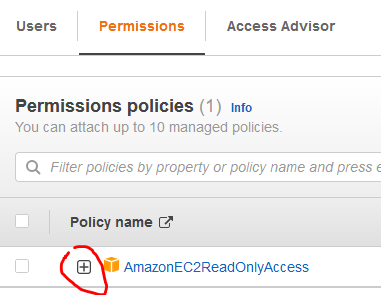 Users Permissions Access Advisor
Permissions policies (1) Info
You can attach up to 10 managed policies.
Filter policies by property or policy name and press e
Policy name
AmazonEC2ReadOnlyAccess